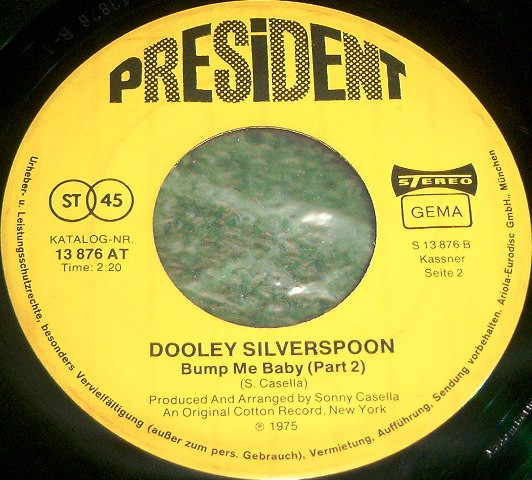 PRESiDENT
ST 45
KATALOG-NR.
13 876 AT
Time: 2:20
STEREO
GEMA
S 13 876 B
Kassner
Seite 2
DOOLEY SILVERSPOON
Bump Me Baby (Part 2)
(S. Casella)
Produced And Arranged by Sonny Casella
An Original Cotton Record, New York
℗ 1975
Urheber- u. Leistungsschutzrechte, besonders Vervielfältigung (außer zum pers. Gebrauch), Vermietung, Aufführung, Sendung vorbehalten. Ariola-Eurodisc GmbH., München